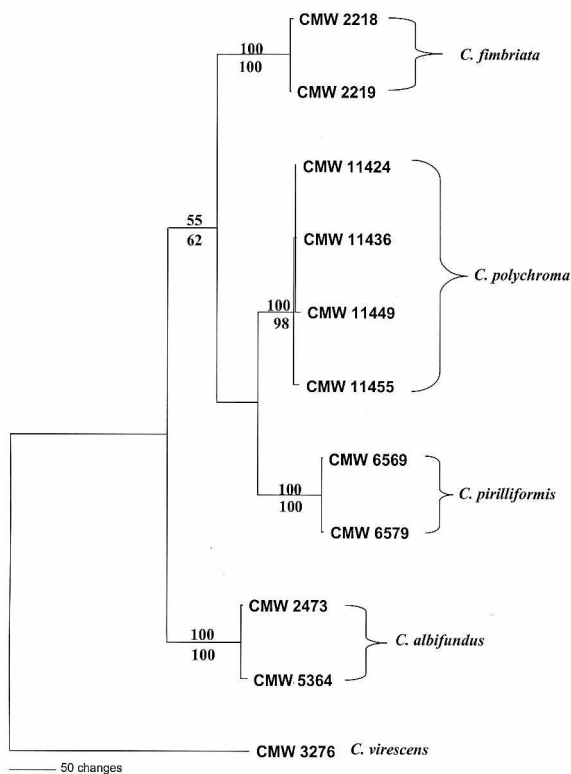 CMW 2218
100
100
C. fimbriata
CMW 2219
CMW 11424
55
62
CMW 11436
C. polychroma
100
98
CMW 11449
CMW 11455
CMW 6569
100
100
C. pirilliformis
CMW 6579
CMW 2473
100
100
C. albifundus
CMW 5364
CMW 3276 C. virescens
50 changes